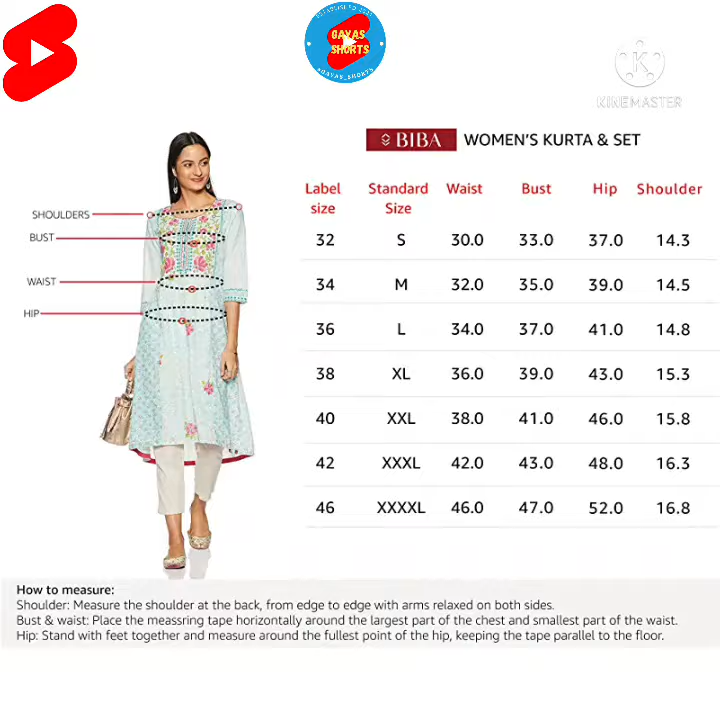 ESTABLISED 2021
GAYAS
SHORTS
#GAYAS_SHORTS
K
KINEMASTER
BIBA WOMEN'S KURTA & SET
Label size Standard Size Waist Bust Hip Shoulder
32 S 30.0 33.0 37.0 14.3
34 M 32.0 35.0 39.0 14.5
36 L 34.0 37.0 41.0 14.8
38 XL 36.0 39.0 43.0 15.3
40 XXL 38.0 41.0 46.0 15.8
42 XXXL 42.0 43.0 48.0 16.3
46 XXXXL 46.0 47.0 52.0 16.8
SHOULDERS
BUST
WAIST
HIP
How to measure:
Shoulder: Measure the shoulder at the back, from edge to edge with arms relaxed on both sides.
Bust & waist: Place the meassring tape horizontally around the largest part of the chest and smallest part of the waist.
Hip: Stand with feet together and measure around the fullest point of the hip, keeping the tape parallel to the floor.